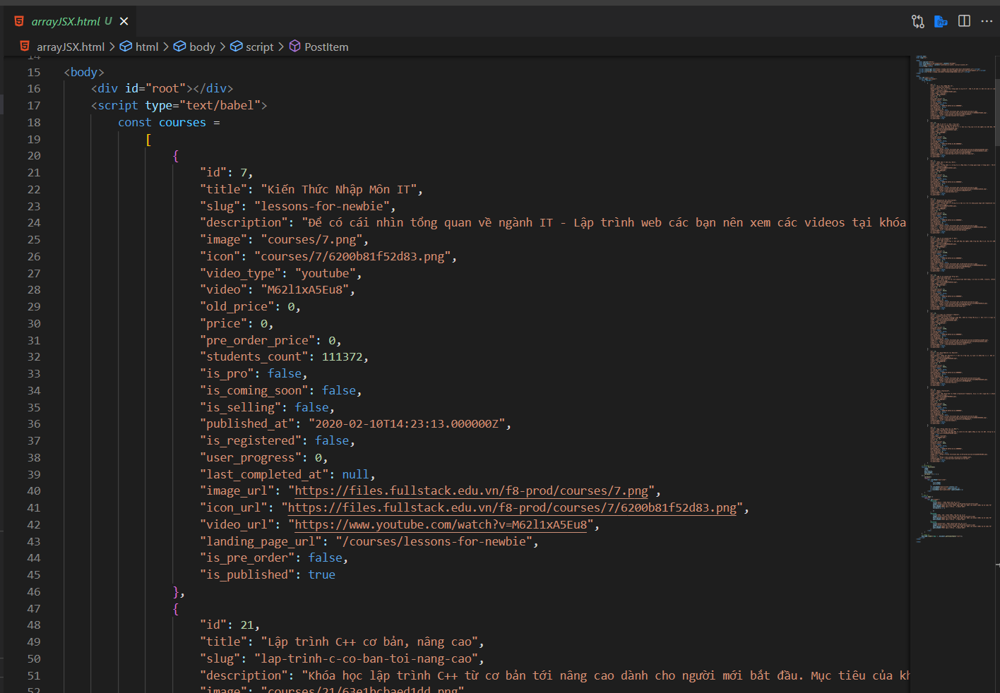 arrayJSX.html U
arrayJSX.html > html > body > script > PostItem
14
15 <body>
16 <div id="root"></div>
17 <script type="text/babel">
18 const courses =
19 [
20 {
21 "id": 7,
22 "title": "Kiến Thức Nhập Môn IT",
23 "slug": "lessons-for-newbie",
24 "description": "Để có cái nhìn tổng quan về ngành IT - Lập trình web các bạn nên xem các videos tại khóa
25 "image": "courses/7.png",
26 "icon": "courses/7/6200b81f52d83.png",
27 "video_type": "youtube",
28 "video": "M62l1xA5Eu8",
29 "old_price": 0,
30 "price": 0,
31 "pre_order_price": 0,
32 "students_count": 111372,
33 "is_pro": false,
34 "is_coming_soon": false,
35 "is_selling": false,
36 "published_at": "2020-02-10T14:23:13.000000Z",
37 "is_registered": false,
38 "user_progress": 0,
39 "last_completed_at": null,
40 "image_url": "https://files.fullstack.edu.vn/f8-prod/courses/7.png",
41 "icon_url": "https://files.fullstack.edu.vn/f8-prod/courses/7/6200b81f52d83.png",
42 "video_url": "https://www.youtube.com/watch?v=M62l1xA5Eu8",
43 "landing_page_url": "/courses/lessons-for-newbie",
44 "is_pre_order": false,
45 "is_published": true
46 },
47 {
48 "id": 21,
49 "title": "Lập trình C++ cơ bản, nâng cao",
50 "slug": "lap-trinh-c-co-ban-toi-nang-cao",
51 "description": "Khóa học lập trình C++ từ cơ bản tới nâng cao dành cho người mới bắt đầu. Mục tiêu của kh
52 "image": "courses/21/63e1bcbaed1dd.png"